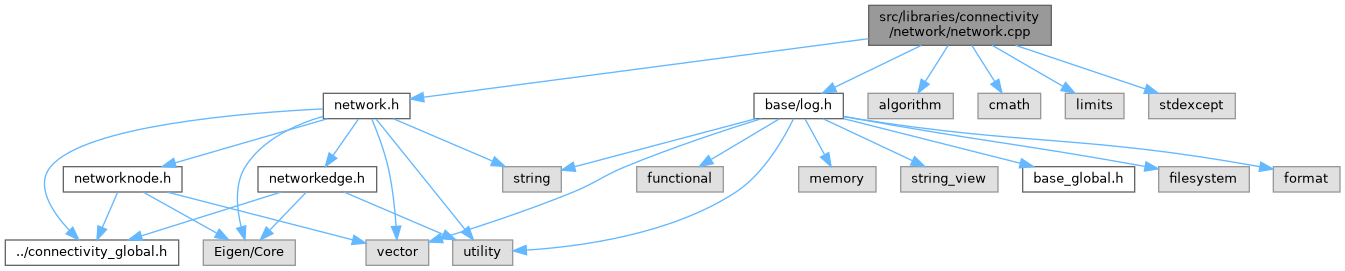 src/libraries/connectivity
/network/network.cpp
network.h
base/log.h
algorithm
cmath
limits
stdexcept
networknode.h
networkedge.h
string
functional
memory
string_view
base_global.h
filesystem
format
../connectivity_global.h
Eigen/Core
vector
utility